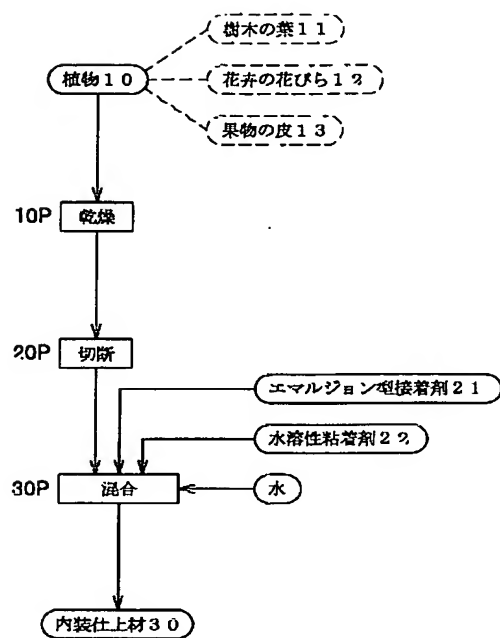 樹木の葉１１
植物１０
花卉の花びら１２
果物の皮１３
10P 乾燥
20P 切断
エマルジョン型接着剤２１
水溶性粘着剤２２
30P 混合
水
内装仕上材３０